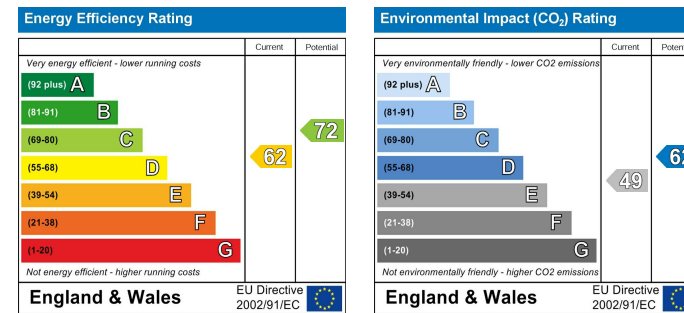 Energy Efficiency Rating
Current Potential
Very energy efficient - lower running costs
(92 plus) A
(81-91) B
(69-80) C
72
(55-68) D
62
(39-54) E
(21-38) F
(1-20) G
Not energy efficient - higher running costs
England & Wales
EU Directive
2002/91/EC
Environmental Impact (CO₂) Rating
Current
Very environmentally friendly - lower CO2 emissions
(92 plus) A
(81-91) B
(69-80) C
(55-68) D
(39-54) E
49
(21-38) F
(1-20) G
Not environmentally friendly - higher CO2 emissions
England & Wales
EU Directive
2002/91/EC